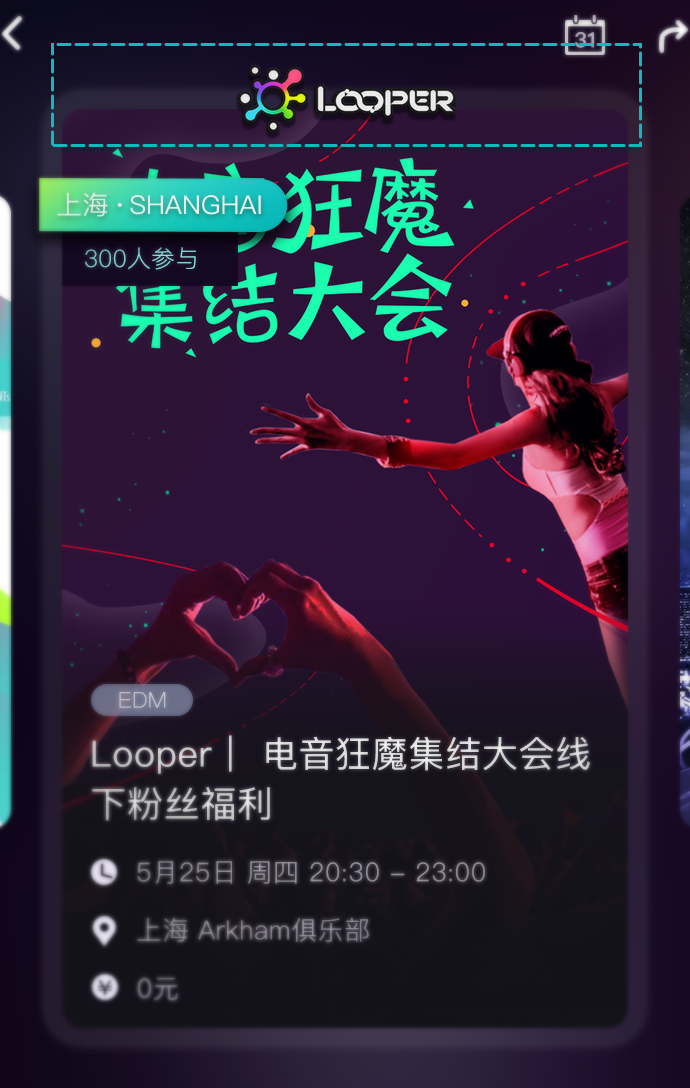 31
LOOPER
狂魔
上海·SHANGHAI
300人参与
集结大会
EDM
Looper｜ 电音狂魔集结大会线
下粉丝福利
5月25日 周四 20:30 – 23:00
上海 Arkham俱乐部
¥ 0元